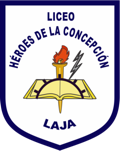 LICEO
HÉROES DE LA CONCEPCIÓN
LAJA